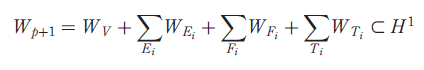 $W_{p+1} = W_V + \sum_{E_i} W_{E_i} + \sum_{F_i} W_{F_i} + \sum_{T_i} W_{T_i} \subset H^1$